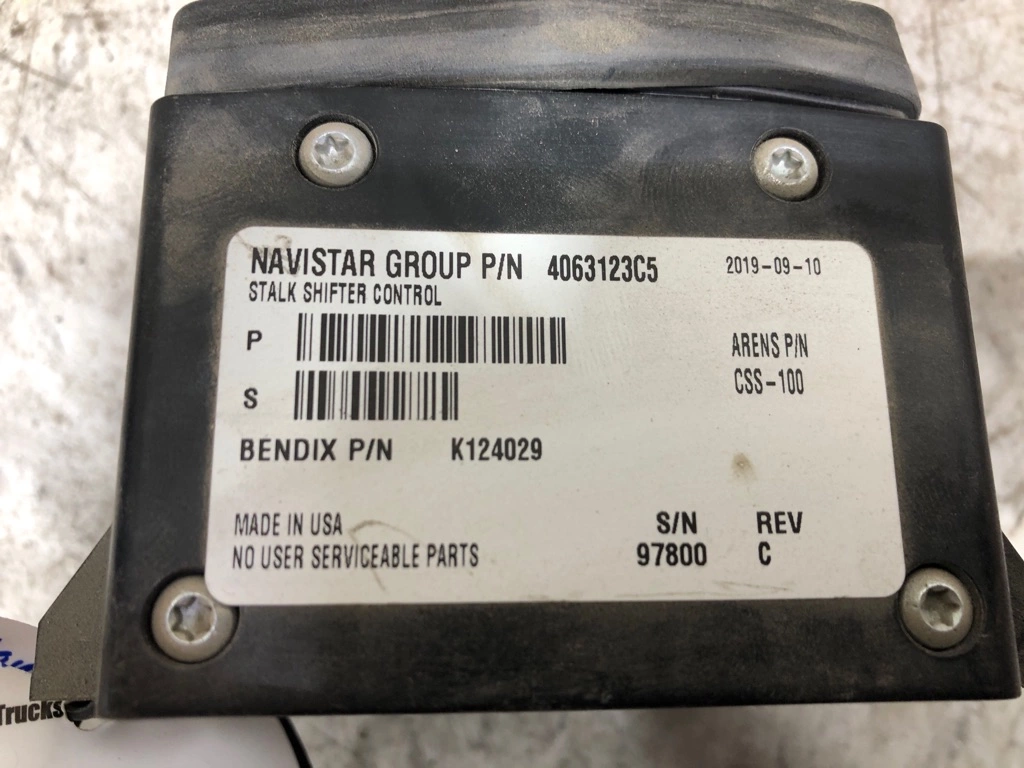 NAVISTAR GROUP P/N 4063123C5 2019-09-10
STALK SHIFTER CONTROL
P
ARENS P/N
CSS-100
S
BENDIX P/N K124029
MADE IN USA
NO USER SERVICEABLE PARTS
S/N REV
97800 C
Trucks